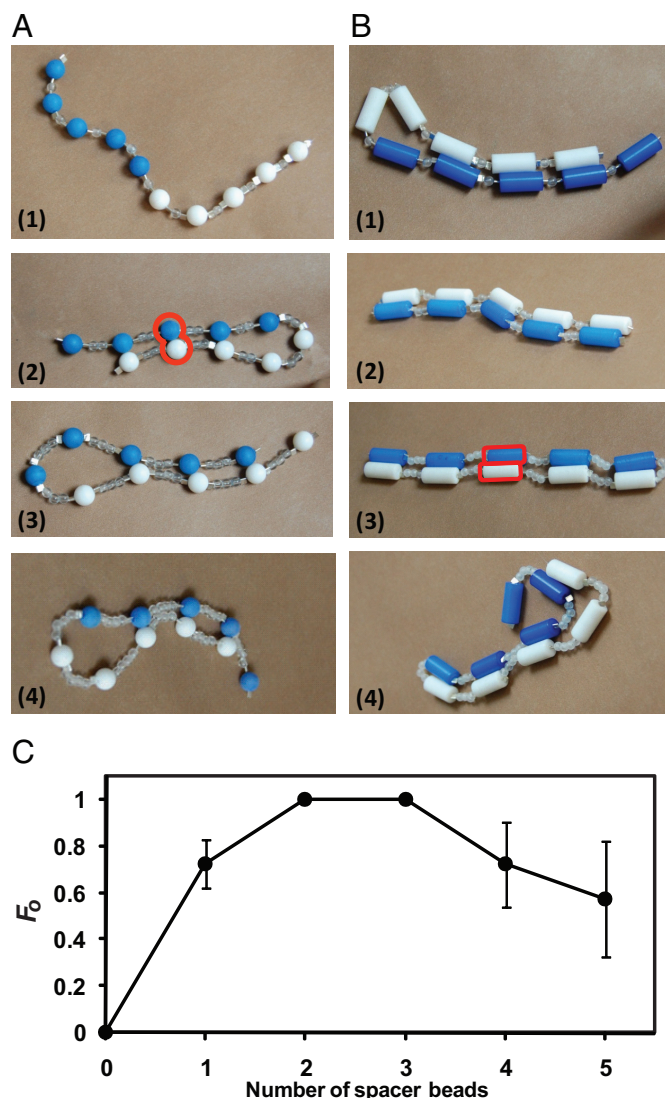 A
B
(1)
(1)
(2)
(2)
(3)
(3)
(4)
(4)
C
1
0.8
0.6
0.4
0.2
0
Fo
0 1 2 3 4 5
Number of spacer beads